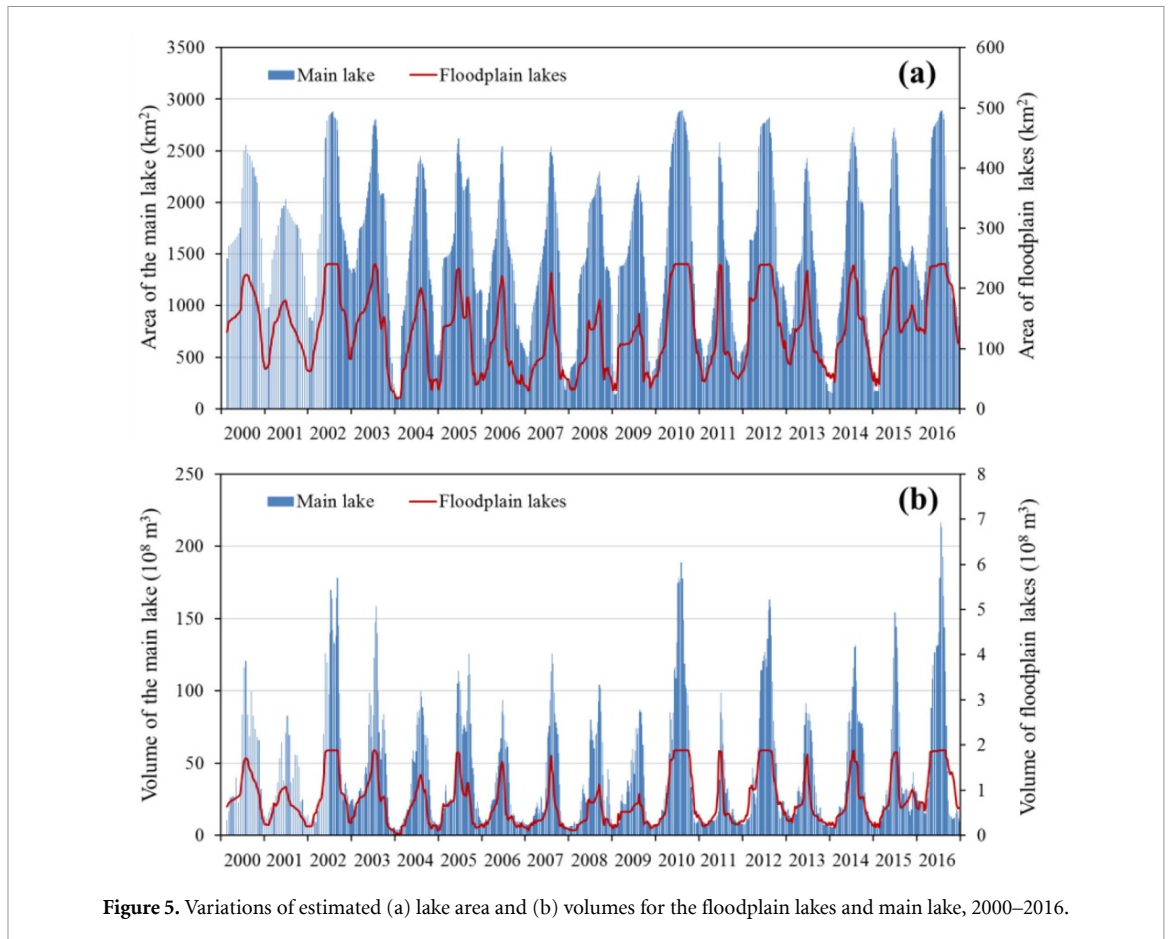 Main lake
Floodplain lakes
(a)
Area of the main lake (km²)
3500
3000
2500
2000
1500
1000
500
0
600
500
400
300
200
100
0
Area of floodplain lakes (km²)
2000 2001 2002 2003 2004 2005 2006 2007 2008 2009 2010 2011 2012 2013 2014 2015 2016
Main lake
Floodplain lakes
(b)
Volume of the main lake (10⁸ m³)
250
200
150
100
50
0
8
7
6
5
4
3
2
1
0
Volume of floodplain lakes (10⁸ m³)
2000 2001 2002 2003 2004 2005 2006 2007 2008 2009 2010 2011 2012 2013 2014 2015 2016
Figure 5. Variations of estimated (a) lake area and (b) volumes for the floodplain lakes and main lake, 2000–2016.